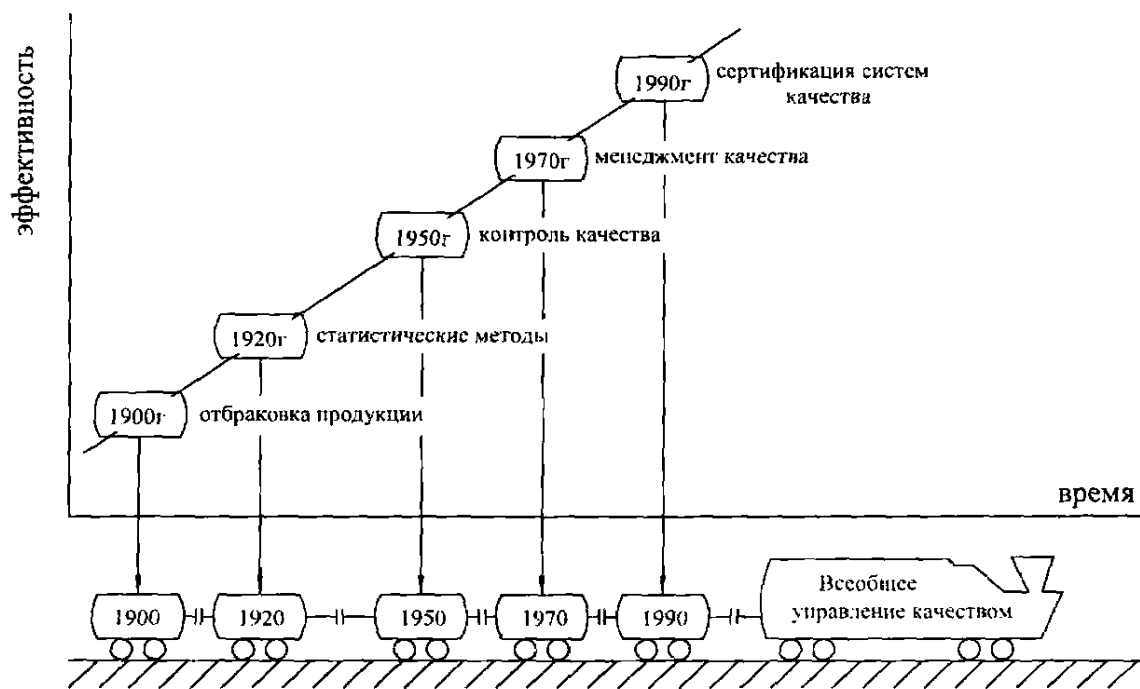 эффективность
1990г
сертификация систем
качества
1970г
менеджмент качества
1950г
контроль качества
1920г
статистические методы
1900г
отбраковка продукции
время
1900
1920
1950
1970
1990
Всеобщее
управление качеством